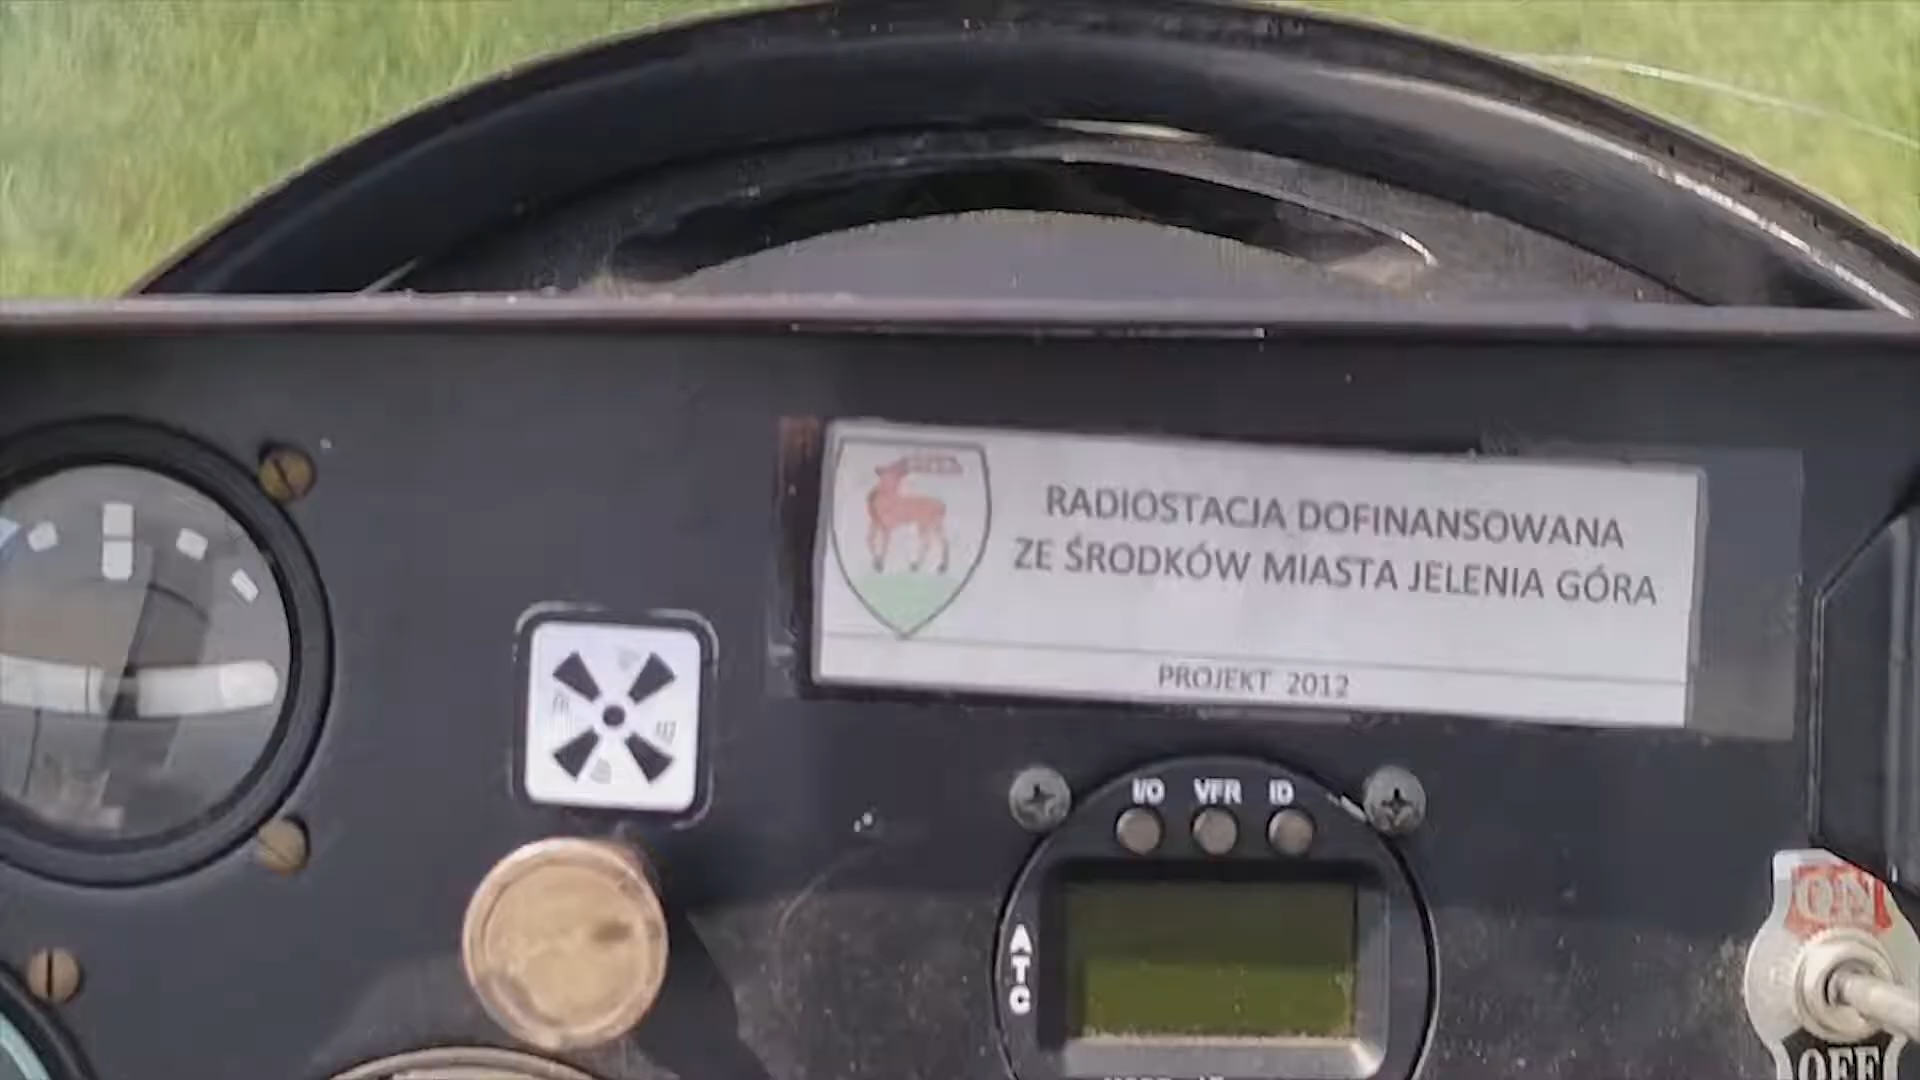 RADIOSTACJA DOFINANSOWANA
ZE ŚRODKÓW MIASTA JELENIA GÓRA
PROJEKT 2012
I/O VFR ID
ATC
ON
OFF